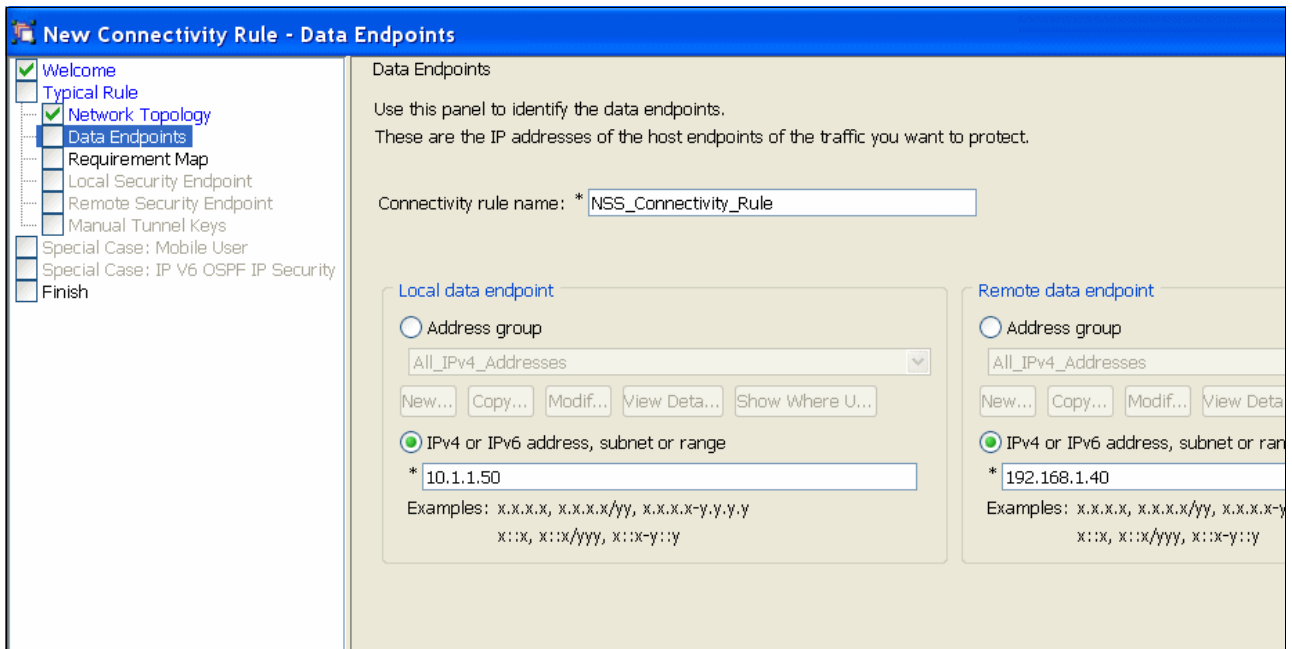 New Connectivity Rule - Data Endpoints
Welcome
Typical Rule
Network Topology
Data Endpoints
Requirement Map
Local Security Endpoint
Remote Security Endpoint
Manual Tunnel Keys
Special Case: Mobile User
Special Case: IP V6 OSPF IP Security
Finish
Data Endpoints
Use this panel to identify the data endpoints.
These are the IP addresses of the host endpoints of the traffic you want to protect.
Connectivity rule name: * NSS_Connectivity_Rule
Local data endpoint
Address group
All_IPv4_Addresses
New... Copy... Modif... View Deta... Show Where U...
IPv4 or IPv6 address, subnet or range
* 10.1.1.50
Examples: x.x.x.x, x.x.x.x/yy, x.x.x.x-y.y.y.y
x::x, x::x/yyy, x::x-y::y
Remote data endpoint
Address group
All_IPv4_Addresses
New... Copy... Modif... View Deta
IPv4 or IPv6 address, subnet or ran
* 192.168.1.40
Examples: x.x.x.x, x.x.x.x/yy, x.x.x.x-y
x::x, x::x/yyy, x::x-y::y